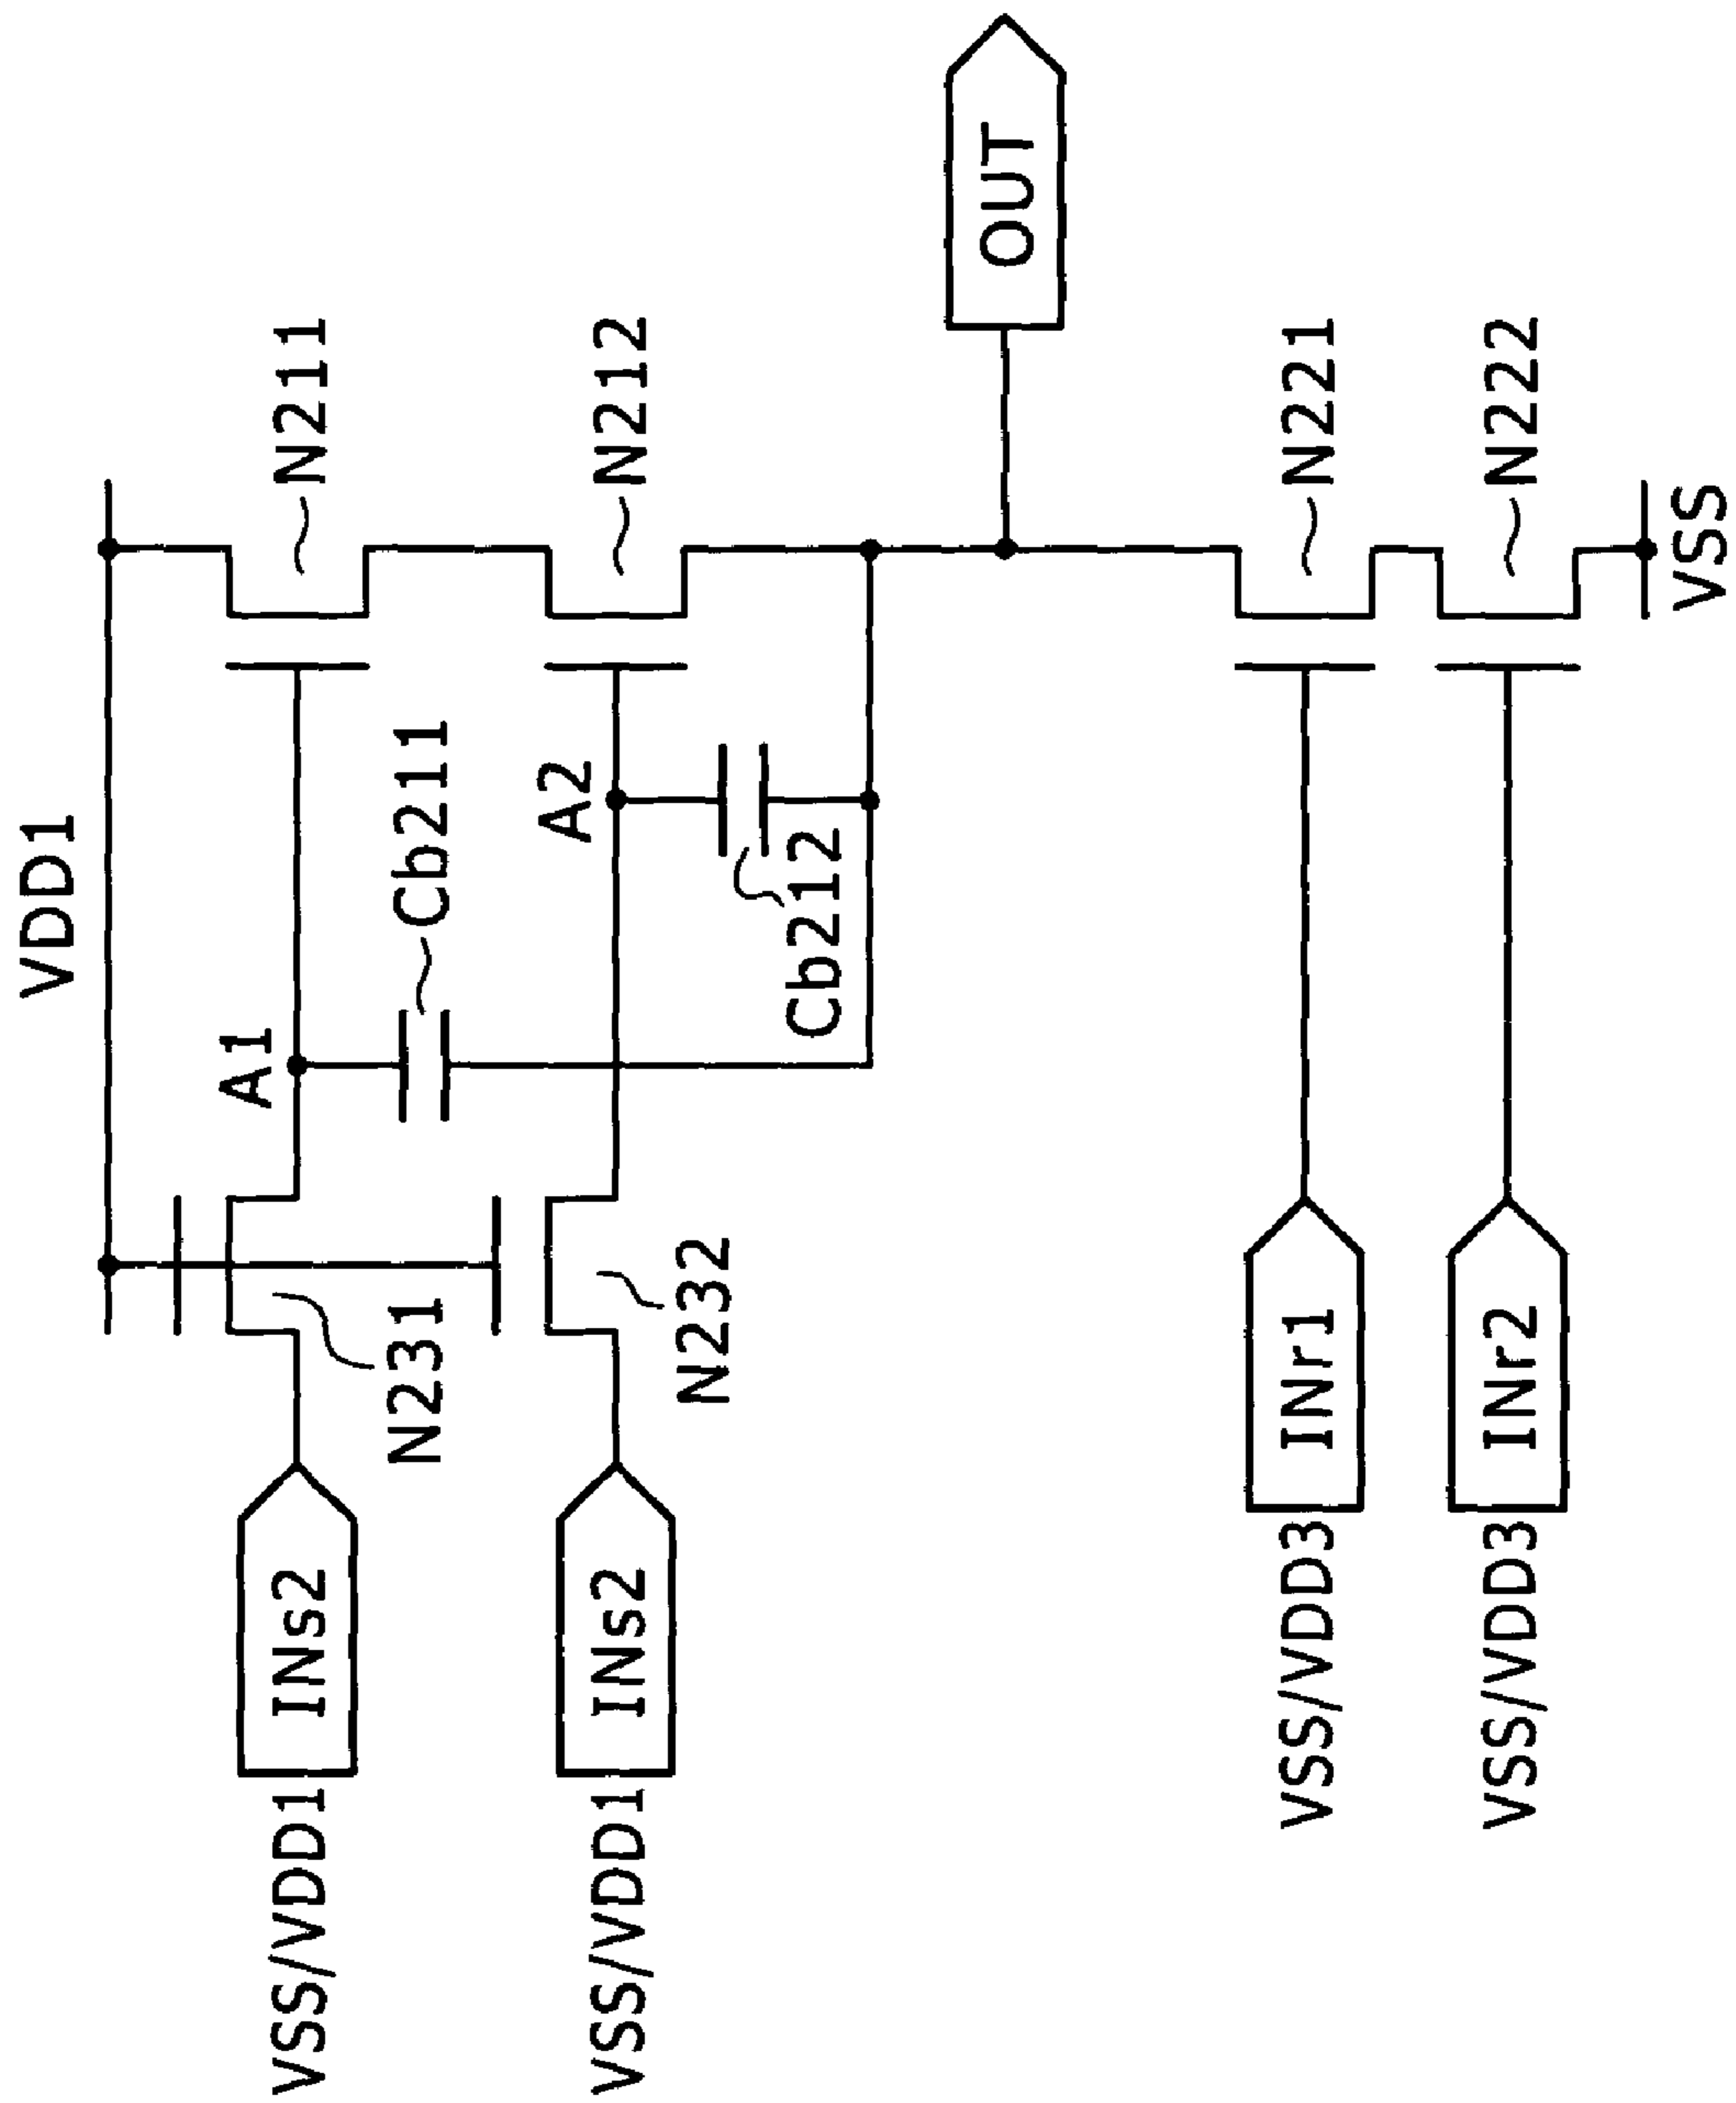 VDD1
N211
A1
Cb211
N231
VSS/VDD1 INs2
N212
A2
Cb212
N232
VSS/VDD1 INs2
OUT
VSS/VDD3 INr1
N221
VSS/VDD3 INr2
N222
VSS